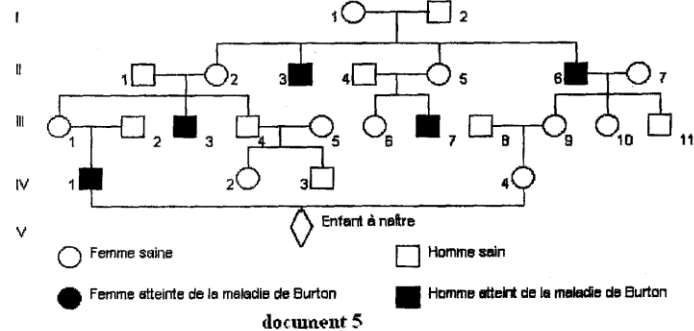 I
1 2
II
1 2 3 4 5 6 7
III
1 2 3 4 5 6 7 8 9 10 11
IV
1 2 3 4
V
Enfant à naître
Femme saine Homme sain
Femme atteinte de la maladie de Burton Homme atteint de la maladie de Burton
document 5